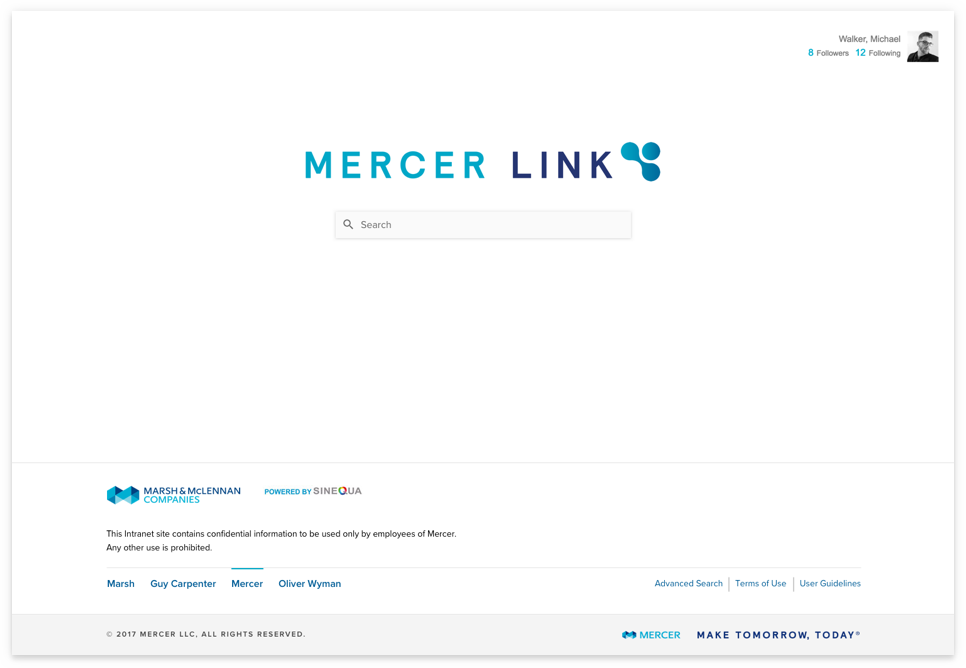 Walker, Michael
8 Followers 12 Following
MERCER LINK
Search
MARSH & McLENNAN
COMPANIES
POWERED BY SINEQUA
This Intranet site contains confidential information to be used only by employees of Mercer.
Any other use is prohibited.
Marsh Guy Carpenter Mercer Oliver Wyman
Advanced Search Terms of Use User Guidelines
© 2017 MERCER LLC, ALL RIGHTS RESERVED.
MERCER MAKE TOMORROW, TODAY®